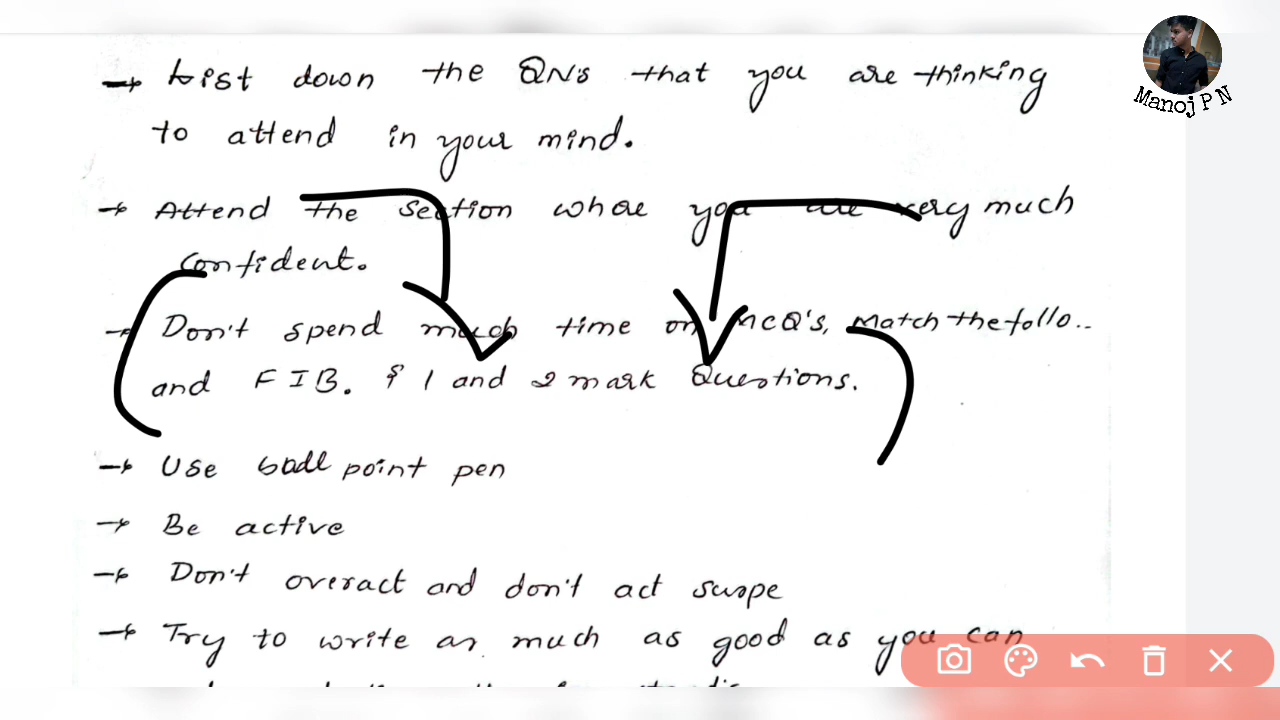 → List down the QNs that you are thinking
to attend in your mind.
→ Attend the section whore you are very much
confident.
→ Don't spend much time on McQ's, Match the follo..
and FIB. & 1 and 2 mark Questions.
→ Use ball point pen
→ Be active
→ Don't overact and don't act
→ Try to write as much as good as you can
Manoj P N